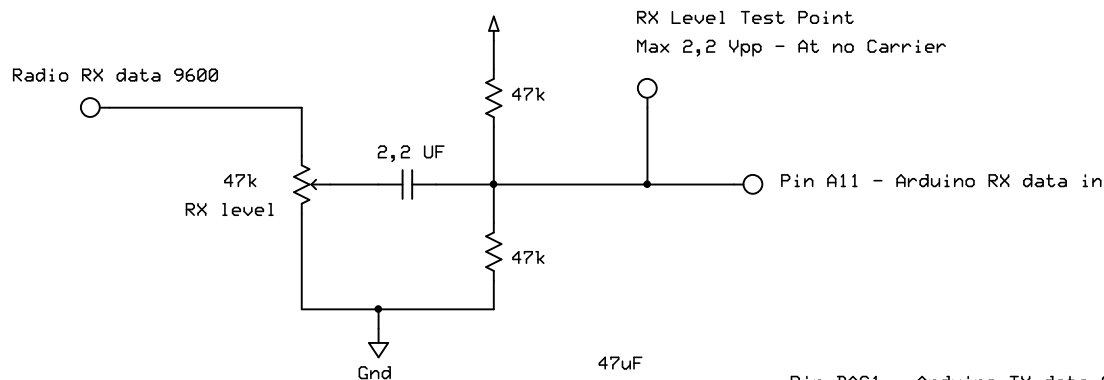 RX Level Test Point
Max 2,2 Vpp - At no Carrier
Radio RX data 9600
47k
2,2 UF
47k
RX level
Pin A11 - Arduino RX data in
47k
47uF
Gnd